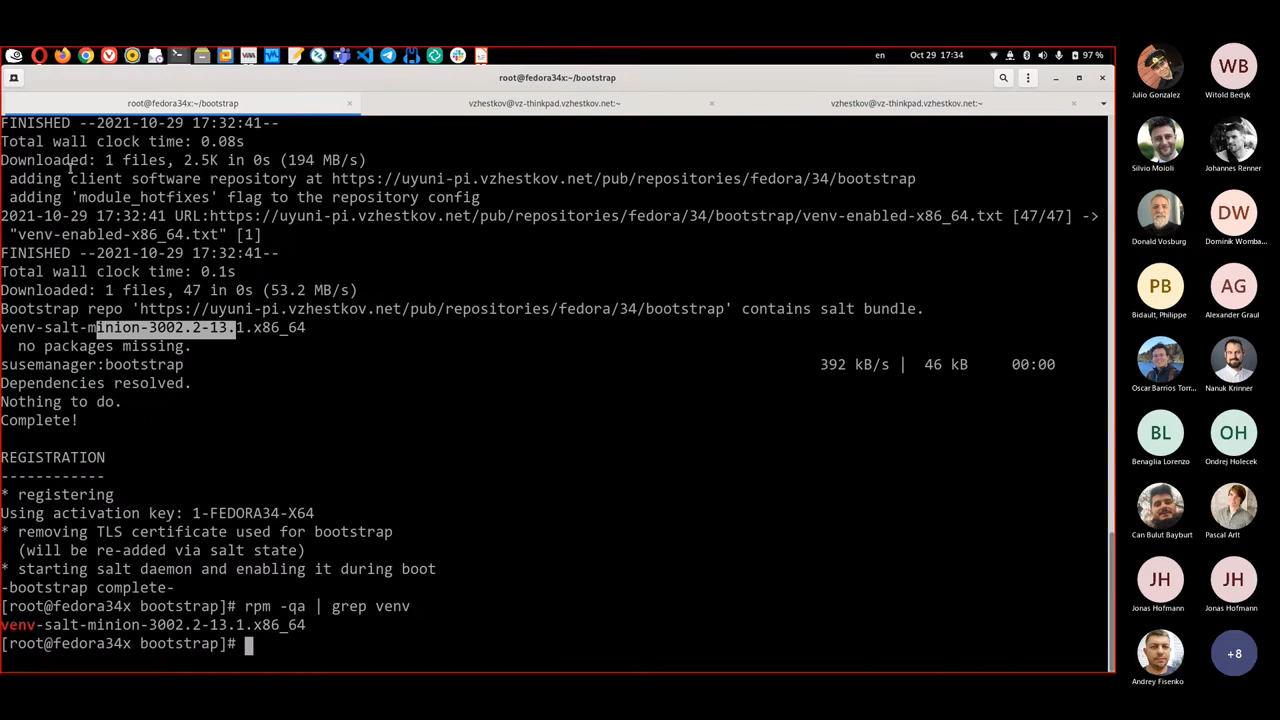 en
Oct 29 17:34
97 %
root@fedora34x:~/bootstrap
root@fedora34x:~/bootstrap
vzhestkov@vz-thinkpad.vzhestkov.net:~
vzhestkov@vz-thinkpad.vzhestkov.net:~
FINISHED --2021-10-29 17:32:41--
Total wall clock time: 0.08s
Downloaded: 1 files, 2.5K in 0s (194 MB/s)
adding client software repository at https://uyuni-pi.vzhestkov.net/pub/repositories/fedora/34/bootstrap
adding 'module_hotfixes' flag to the repository config
2021-10-29 17:32:41 URL:https://uyuni-pi.vzhestkov.net/pub/repositories/fedora/34/bootstrap/venv-enabled-x86_64.txt [47/47] ->
"venv-enabled-x86_64.txt" [1]
FINISHED --2021-10-29 17:32:41--
Total wall clock time: 0.1s
Downloaded: 1 files, 47 in 0s (53.2 MB/s)
Bootstrap repo 'https://uyuni-pi.vzhestkov.net/pub/repositories/fedora/34/bootstrap' contains salt bundle.
venv-salt-minion-3002.2-13.1.x86_64
no packages missing.
susemanager:bootstrap 392 kB/s | 46 kB 00:00
Dependencies resolved.
Nothing to do.
Complete!
REGISTRATION
------------
* registering
Using activation key: 1-FEDORA34-X64
* removing TLS certificate used for bootstrap
(will be re-added via salt state)
* starting salt daemon and enabling it during boot
-bootstrap complete-
[root@fedora34x bootstrap]# rpm -qa | grep venv
venv-salt-minion-3002.2-13.1.x86_64
[root@fedora34x bootstrap]#
Julio Gonzalez
WB
Witold Bedyk
Silvio Moioli
Johannes Renner
Donald Vosburg
DW
Dominik Womba...
PB
Bidault, Philippe
AG
Alexander Graul
Oscar Barrios Torr...
Nanuk Krinner
BL
Benaglia Lorenzo
OH
Ondrej Holecek
Can Bulut Bayburt
Pascal Arlt
JH
Jonas Hofmann
JH
Jonas Hofmann
Andrey Fisenko
+8